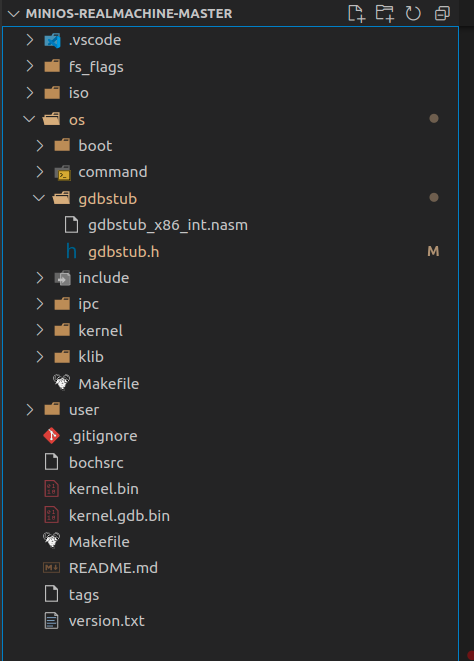 MINIOS-REALMACHINE-MASTER
.vscode
fs_flags
iso
os
boot
command
gdbstub
gdbstub_x86_int.nasm
h gdbstub.h M
include
ipc
kernel
klib
Makefile
user
.gitignore
bochsrc
kernel.bin
kernel.gdb.bin
Makefile
README.md
tags
version.txt